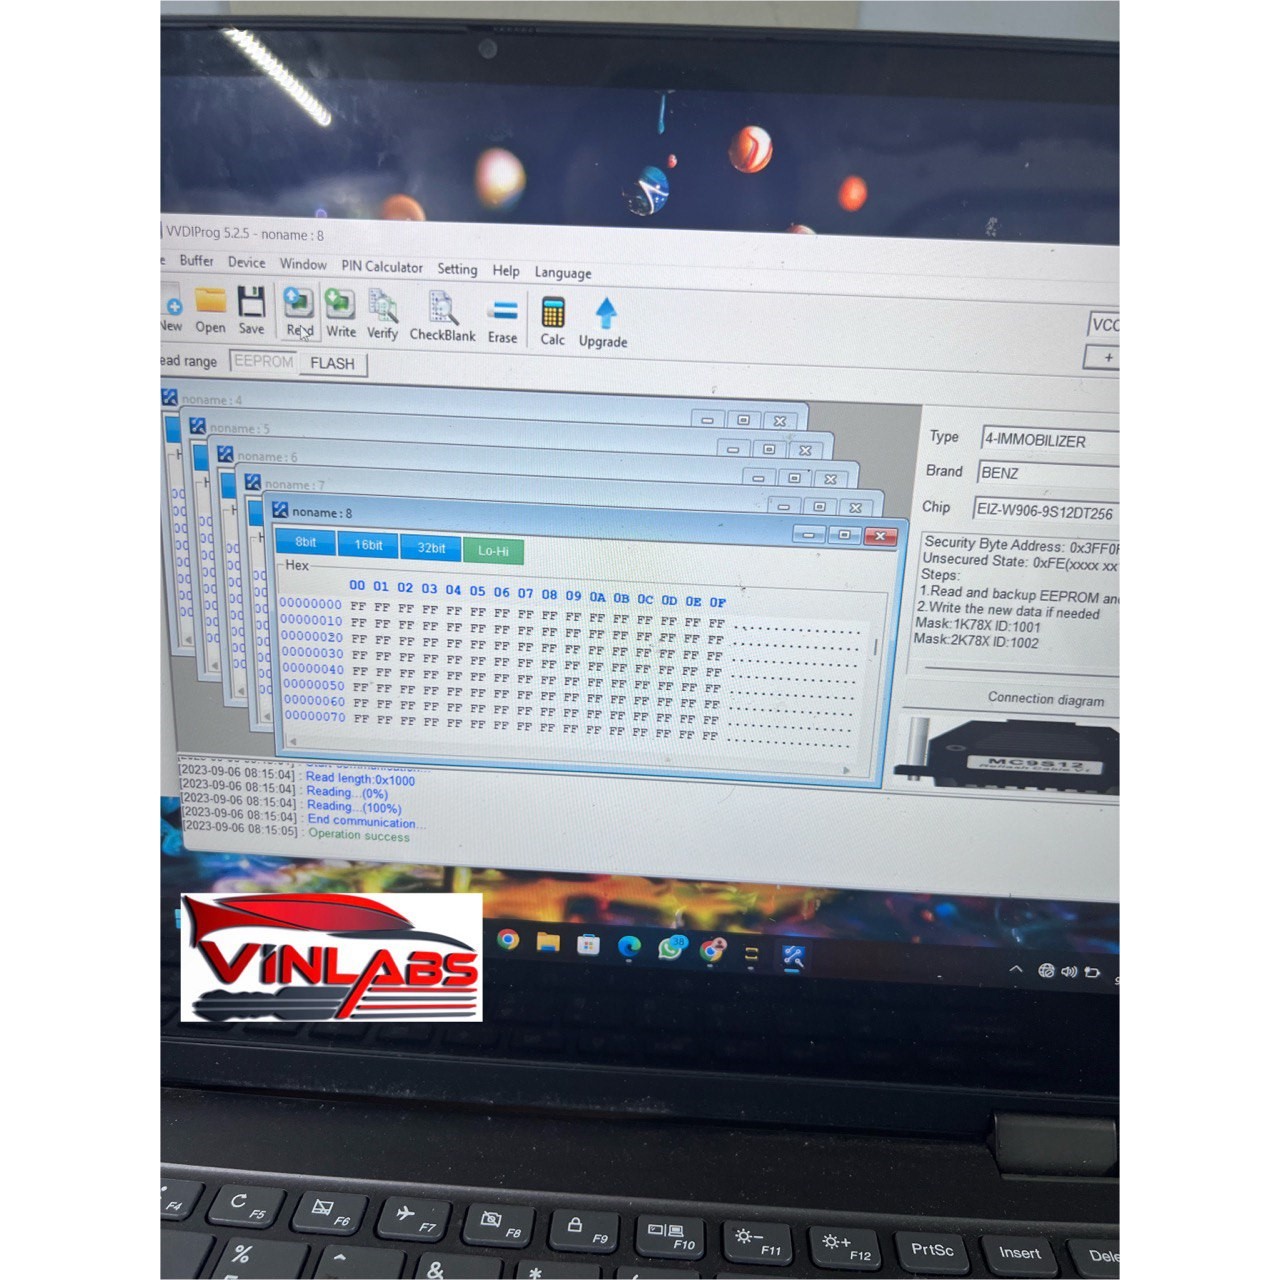 VVDIProg 5.2.5 - noname : 8
Buffer Device Window PIN Calculator Setting Help Language
New Open Save Read Write Verify CheckBlank Erase Calc Upgrade
VCC
+
ead range EEPROM FLASH
noname : 4
noname : 5
noname : 6
noname : 7
noname : 8
8bit 16bit 32bit Lo-Hi
Hex
00 01 02 03 04 05 06 07 08 09 0A 0B 0C 0D 0E 0F
00000000 FF FF FF FF FF FF FF FF FF FF FF FF FF FF FF FF ................
00000010 FF FF FF FF FF FF FF FF FF FF FF FF FF FF FF FF ................
00000020 FF FF FF FF FF FF FF FF FF FF FF FF FF FF FF FF ................
00000030 FF FF FF FF FF FF FF FF FF FF FF FF FF FF FF FF ................
00000040 FF FF FF FF FF FF FF FF FF FF FF FF FF FF FF FF ................
00000050 FF FF FF FF FF FF FF FF FF FF FF FF FF FF FF FF ................
00000060 FF FF FF FF FF FF FF FF FF FF FF FF FF FF FF FF ................
00000070 FF FF FF FF FF FF FF FF FF FF FF FF FF FF FF FF ................
Type 4-IMMOBILIZER
Brand BENZ
Chip EIZ-W906-9S12DT256
Security Byte Address: 0x3FF0F
Unsecured State: 0xFE(xxxx xx
Steps:
1.Read and backup EEPROM and
2.Write the new data if needed
Mask:1K78X ID:1001
Mask:2K78X ID:1002
Connection diagram
MC9S12
Reflash Cable V1
[2023-09-06 08:15:04] : Read length:0x1000
[2023-09-06 08:15:04] : Reading...(0%)
[2023-09-06 08:15:04] : Reading...(100%)
[2023-09-06 08:15:04] : End communication...
[2023-09-06 08:15:05] : Operation success
VINLABS
38
F4 F5 F6 F7 F8 F9 F10 F11 F12 PrtSc Insert Dele
% ^ & *